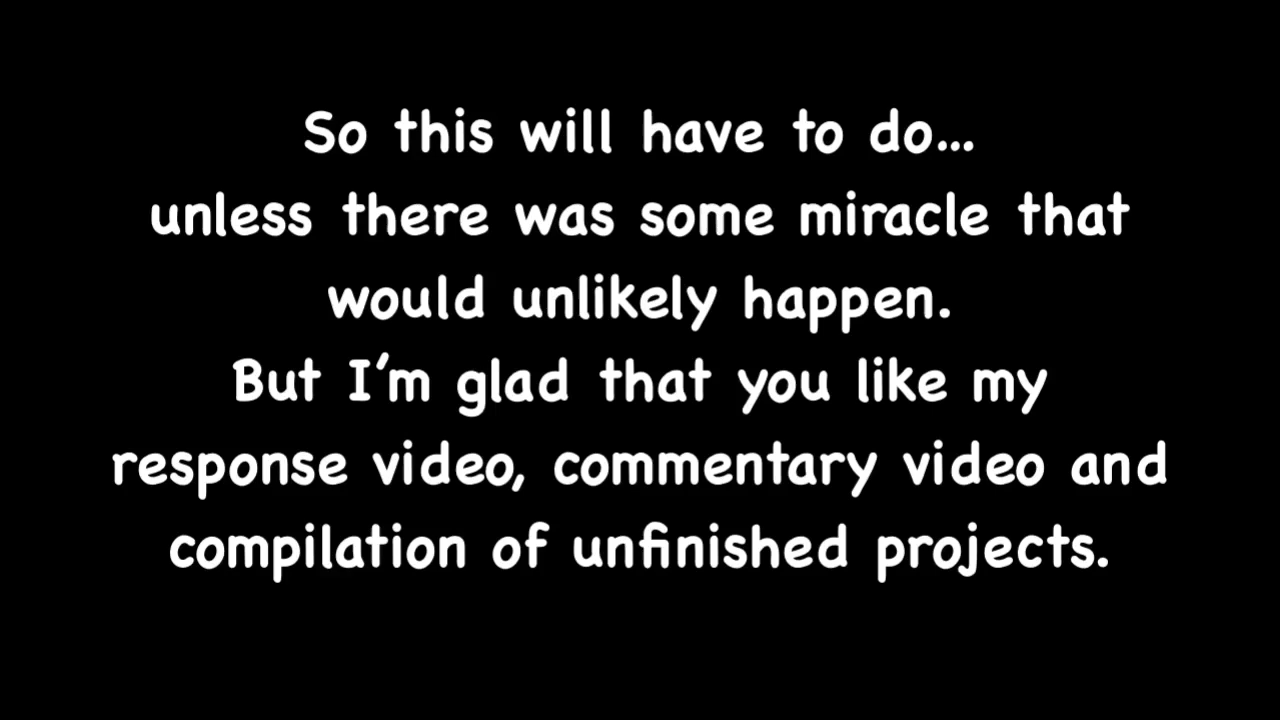 So this will have to do...
unless there was some miracle that
would unlikely happen.
But I'm glad that you like my
response video, commentary video and
compilation of unfinished projects.